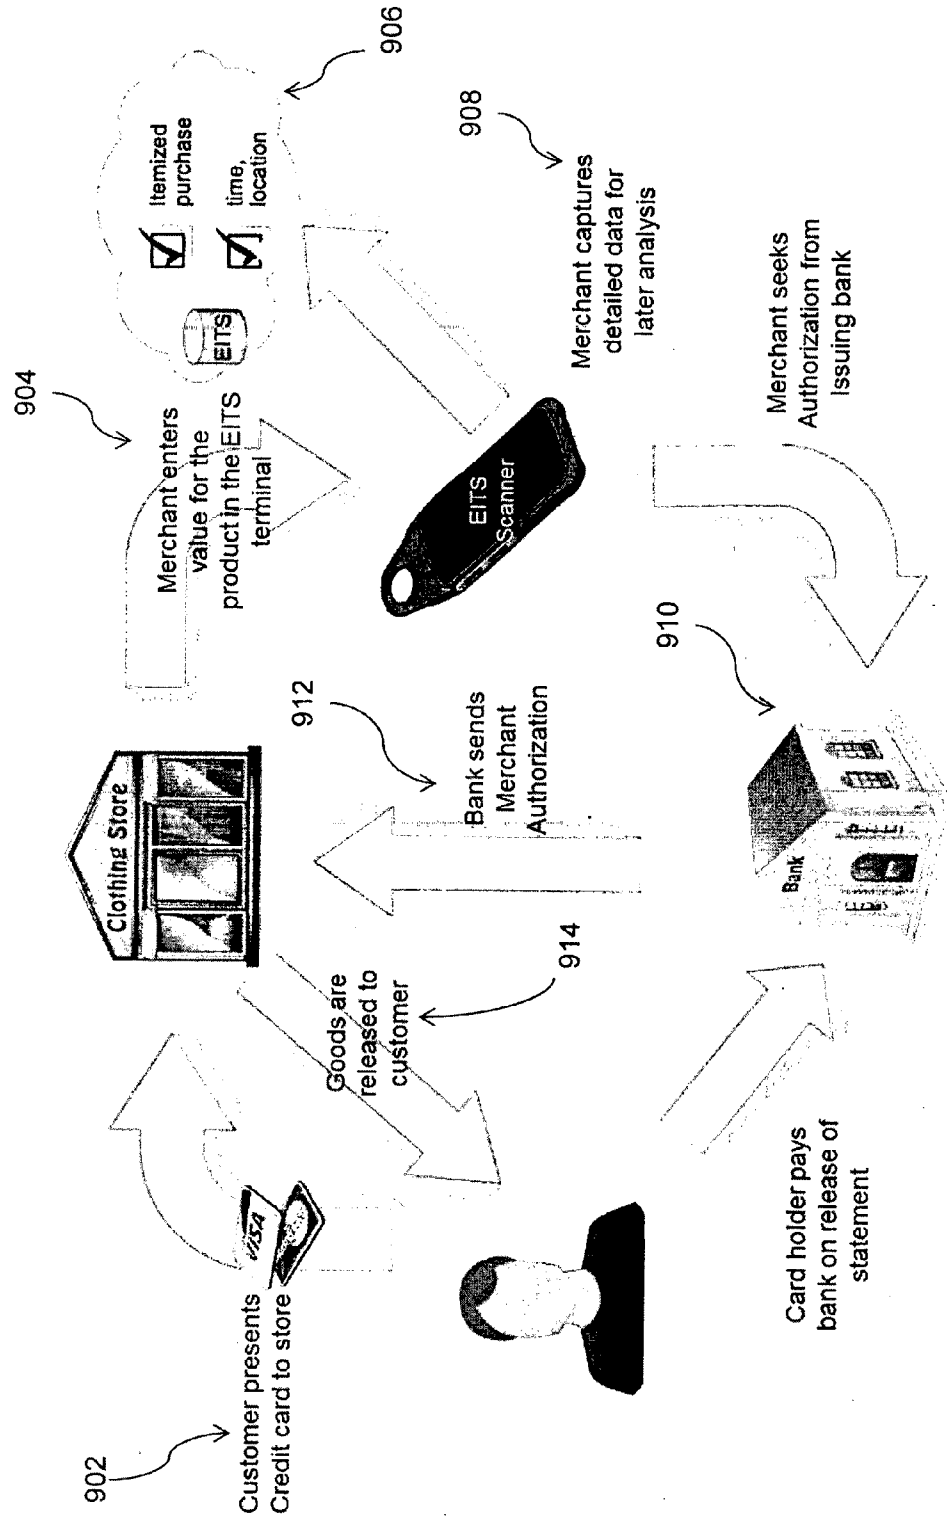 902
Customer presents
Credit card to store
VISA
Clothing Store
904
Merchant enters
value for the
product in the EITS
terminal
EITS
Itemized
purchase
time,
location
906
908
Merchant captures
detailed data for
later analysis
EITS
Scanner
912
Bank sends
Merchant
Authorization
Goods are
released to
customer
914
910
Merchant seeks
Authorization from
Issuing bank
Bank
Card holder pays
bank on release of
statement